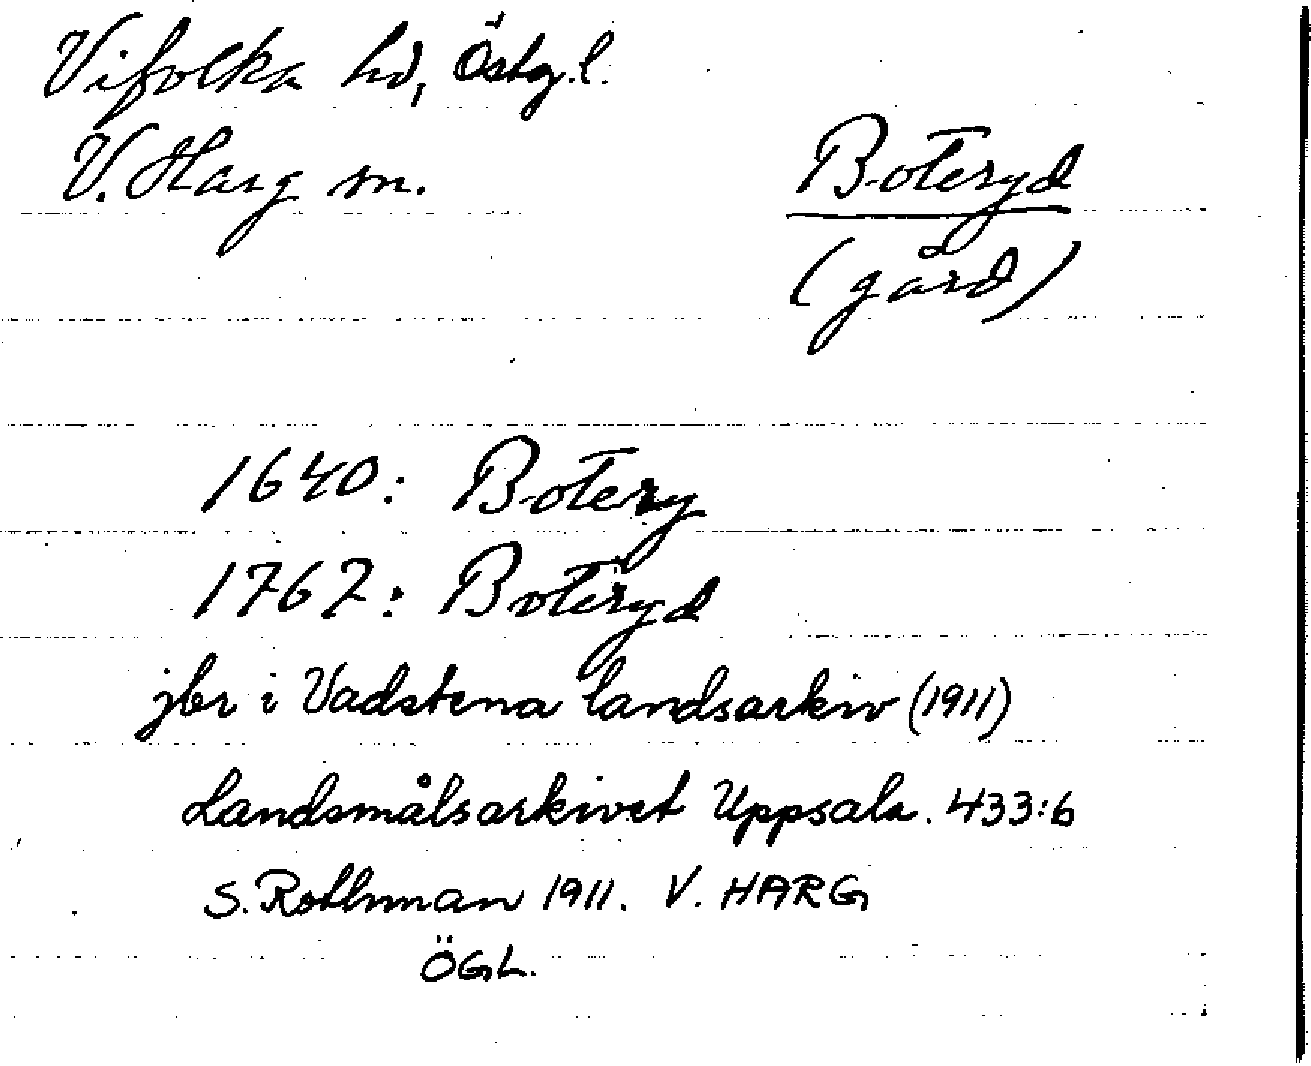 Vifolka hd, Östg.l.
V. Harg sn.
Boteryd
(gård)
1640: Botery
1762: Boteryd
jbr i Vadstena landsarkiv (1911)
Landsmålsarkivet Uppsala. 433:6
S. Rothman 1911. V. HARG
ÖGL.